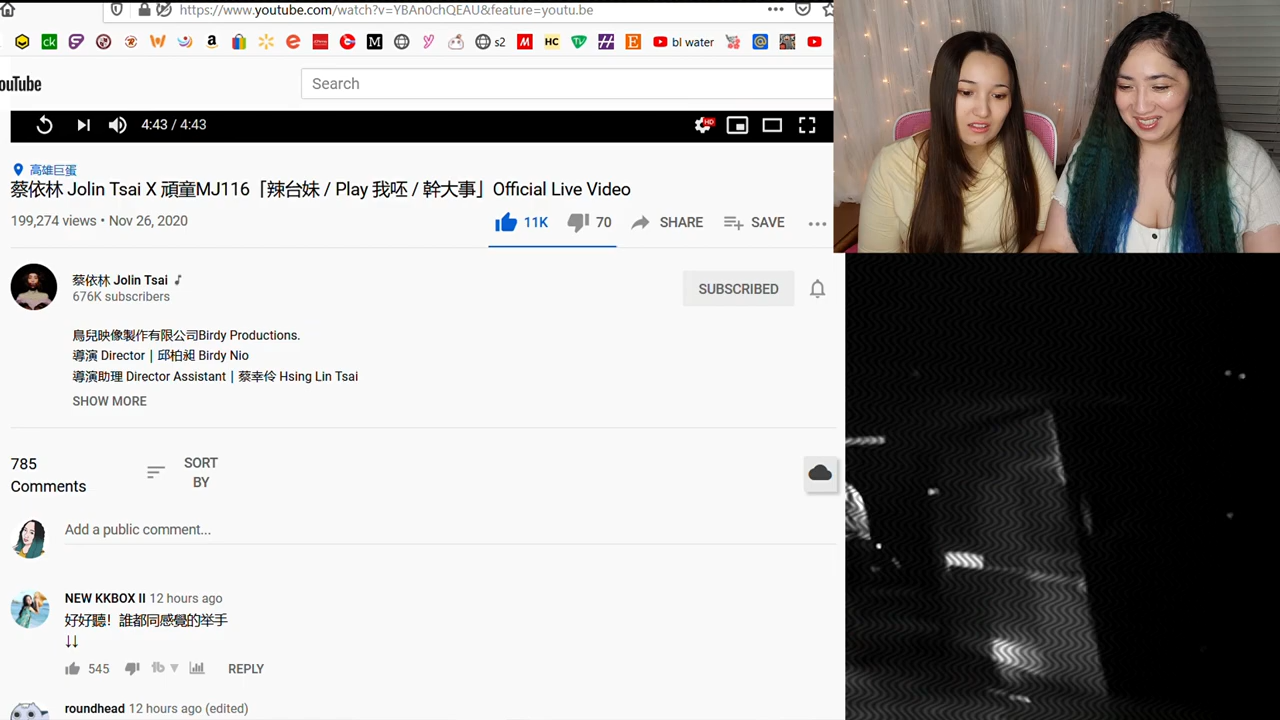 https://www.youtube.com/watch?v=YBAn0chQEAU&feature=youtu.be
ck
a
M
s2
M
HC
TV
E
bl water
ouTube
Search
4:43 / 4:43
HD
高雄巨蛋
蔡依林 Jolin Tsai X 頑童MJ116「辣台妹 / Play 我呸 / 幹大事」Official Live Video
199,274 views • Nov 26, 2020
11K
70
SHARE
SAVE
蔡依林 Jolin Tsai
676K subscribers
SUBSCRIBED
鳥兒映像製作有限公司Birdy Productions.
導演 Director｜邱柏昶 Birdy Nio
導演助理 Director Assistant｜蔡幸伶 Hsing Lin Tsai
SHOW MORE
785
Comments
SORT
BY
Add a public comment...
NEW KKBOX II 12 hours ago
好好聽！誰都同感覺的举手
↓↓
545
REPLY
roundhead 12 hours ago (edited)